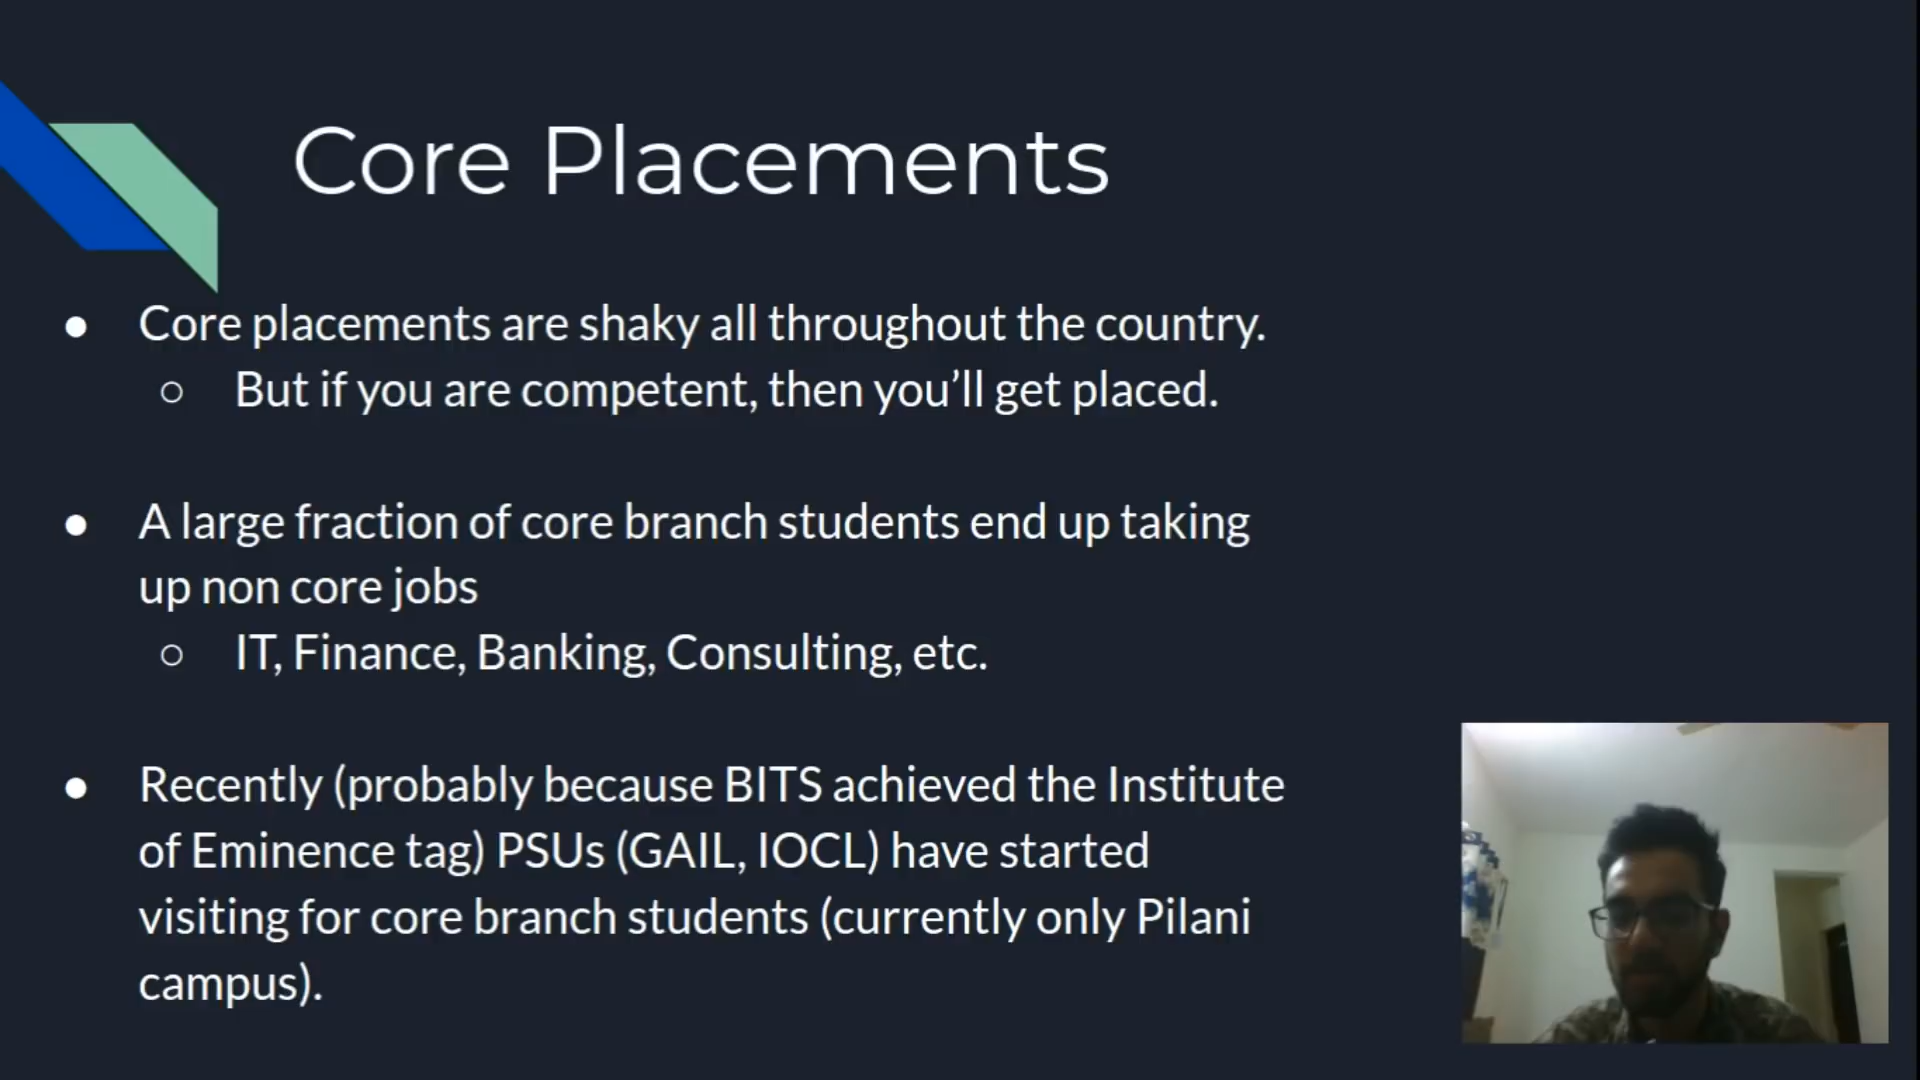 Core Placements
● Core placements are shaky all throughout the country.
○ But if you are competent, then you’ll get placed.
● A large fraction of core branch students end up taking
up non core jobs
○ IT, Finance, Banking, Consulting, etc.
● Recently (probably because BITS achieved the Institute
of Eminence tag) PSUs (GAIL, IOCL) have started
visiting for core branch students (currently only Pilani
campus).